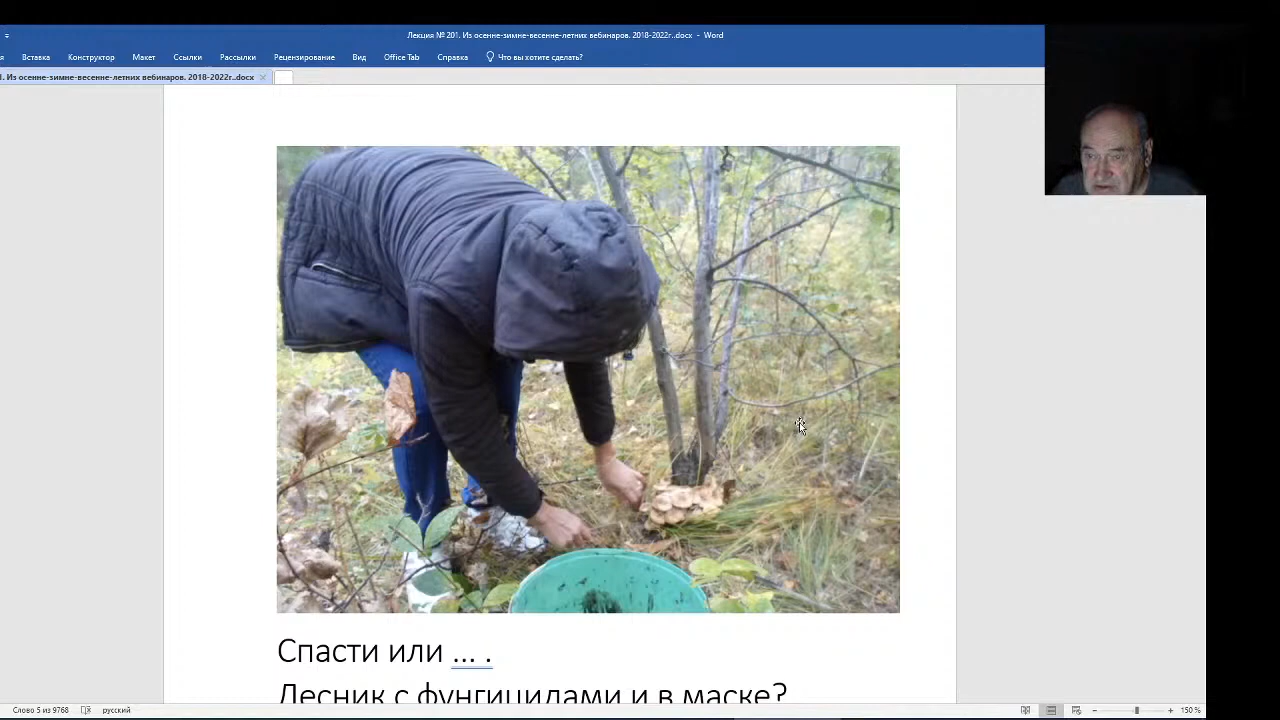 Лекция № 201. Из осенне-зимне-весенне-летних вебинаров. 2018-2022г..docx - Word
Вставка Конструктор Макет Ссылки Рассылки Рецензирование Вид Office Tab Справка Что вы хотите сделать?
1. Из осенне-зимне-весенне-летних вебинаров. 2018-2022г..docx
Спасти или ... .
Лесник с фунгицидами и в маске?
Слово 5 из 9768 русский 150 %